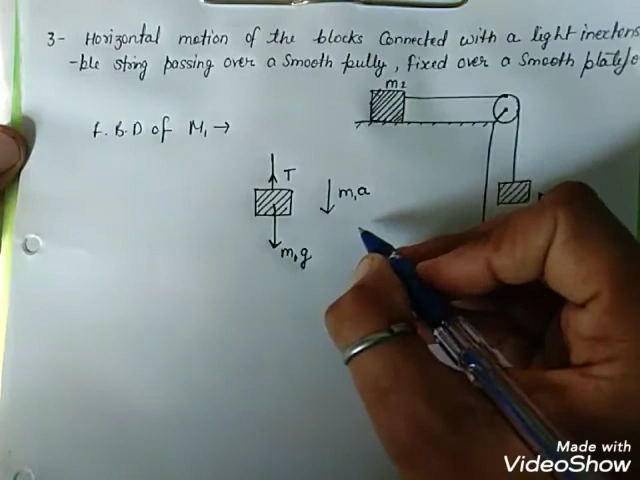 3- Horizontal motion of the blocks Connected with a light inextens
-ble sting passing over a smooth pully, fixed over a smooth platfo
m2
F.B.D of M1 →
T
m1a
m1g
Made with
VideoShow